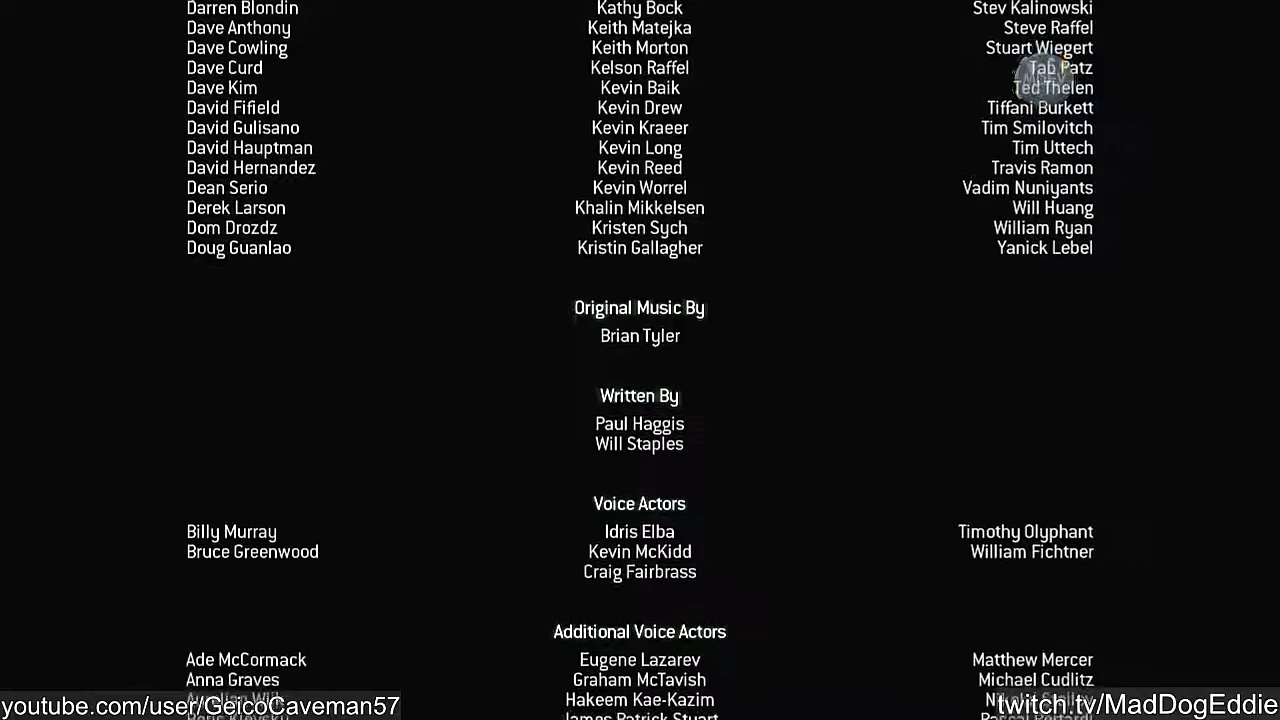 Darren Blondin Kathy Bock Stev Kalinowski
Dave Anthony Keith Matejka Steve Raffel
Dave Cowling Keith Morton Stuart Wiegert
Dave Curd Kelson Raffel Tab Patz
Dave Kim Kevin Baik Ted Thelen
David Fifield Kevin Drew Tiffani Burkett
David Gulisano Kevin Kraeer Tim Smilovitch
David Hauptman Kevin Long Tim Uttech
David Hernandez Kevin Reed Travis Ramon
Dean Serio Kevin Worrel Vadim Nuniyants
Derek Larson Khalin Mikkelsen Will Huang
Dom Drozdz Kristen Sych William Ryan
Doug Guanlao Kristin Gallagher Yanick Lebel
Original Music By
Brian Tyler
Written By
Paul Haggis
Will Staples
Voice Actors
Billy Murray Idris Elba Timothy Olyphant
Bruce Greenwood Kevin McKidd William Fichtner
Craig Fairbrass
Additional Voice Actors
Ade McCormack Eugene Lazarev Matthew Mercer
Anna Graves Graham McTavish Michael Cudlitz
Hakeem Kae-Kazim
James Patrick Stuart
youtube.com/user/GeicoCaveman57 twitch.tv/MadDogEddie